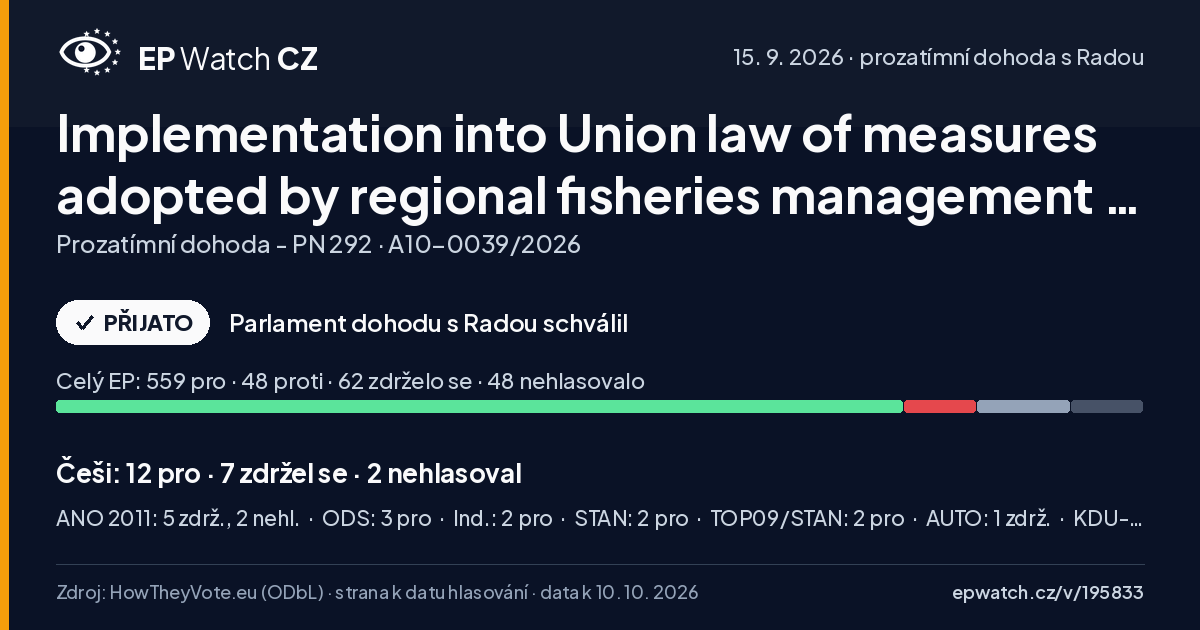 EP Watch CZ
15. 9. 2026 · prozatímní dohoda s Radou
Implementation into Union law of measures
adopted by regional fisheries management …
Prozatímní dohoda - PN 292 · A10–0039/2026
✓ PŘIJATO
Parlament dohodu s Radou schválil
Celý EP: 559 pro · 48 proti · 62 zdrželo se · 48 nehlasovalo
Češi: 12 pro · 7 zdržel se · 2 nehlasoval
ANO 2011: 5 zdrž., 2 nehl. · ODS: 3 pro · Ind.: 2 pro · STAN: 2 pro · TOP09/STAN: 2 pro · AUTO: 1 zdrž. · KDU-…
Zdroj: HowTheyVote.eu (ODbL) · strana k datu hlasování · data k 10. 10. 2026
epwatch.cz/v/195833